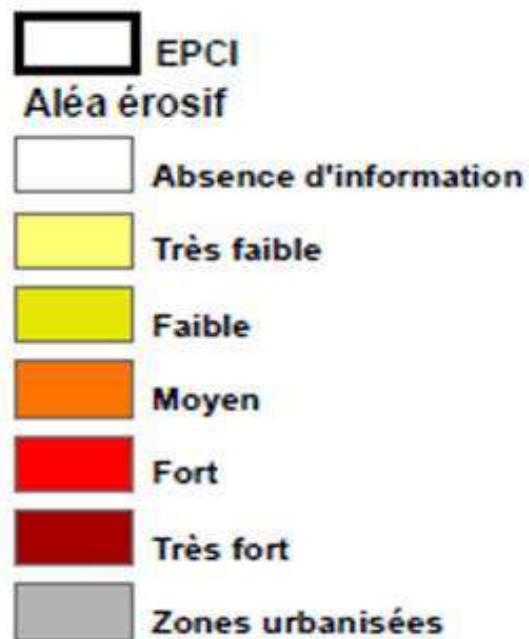 EPCI
Aléa érosif
Absence d'information
Très faible
Faible
Moyen
Fort
Très fort
Zones urbanisées